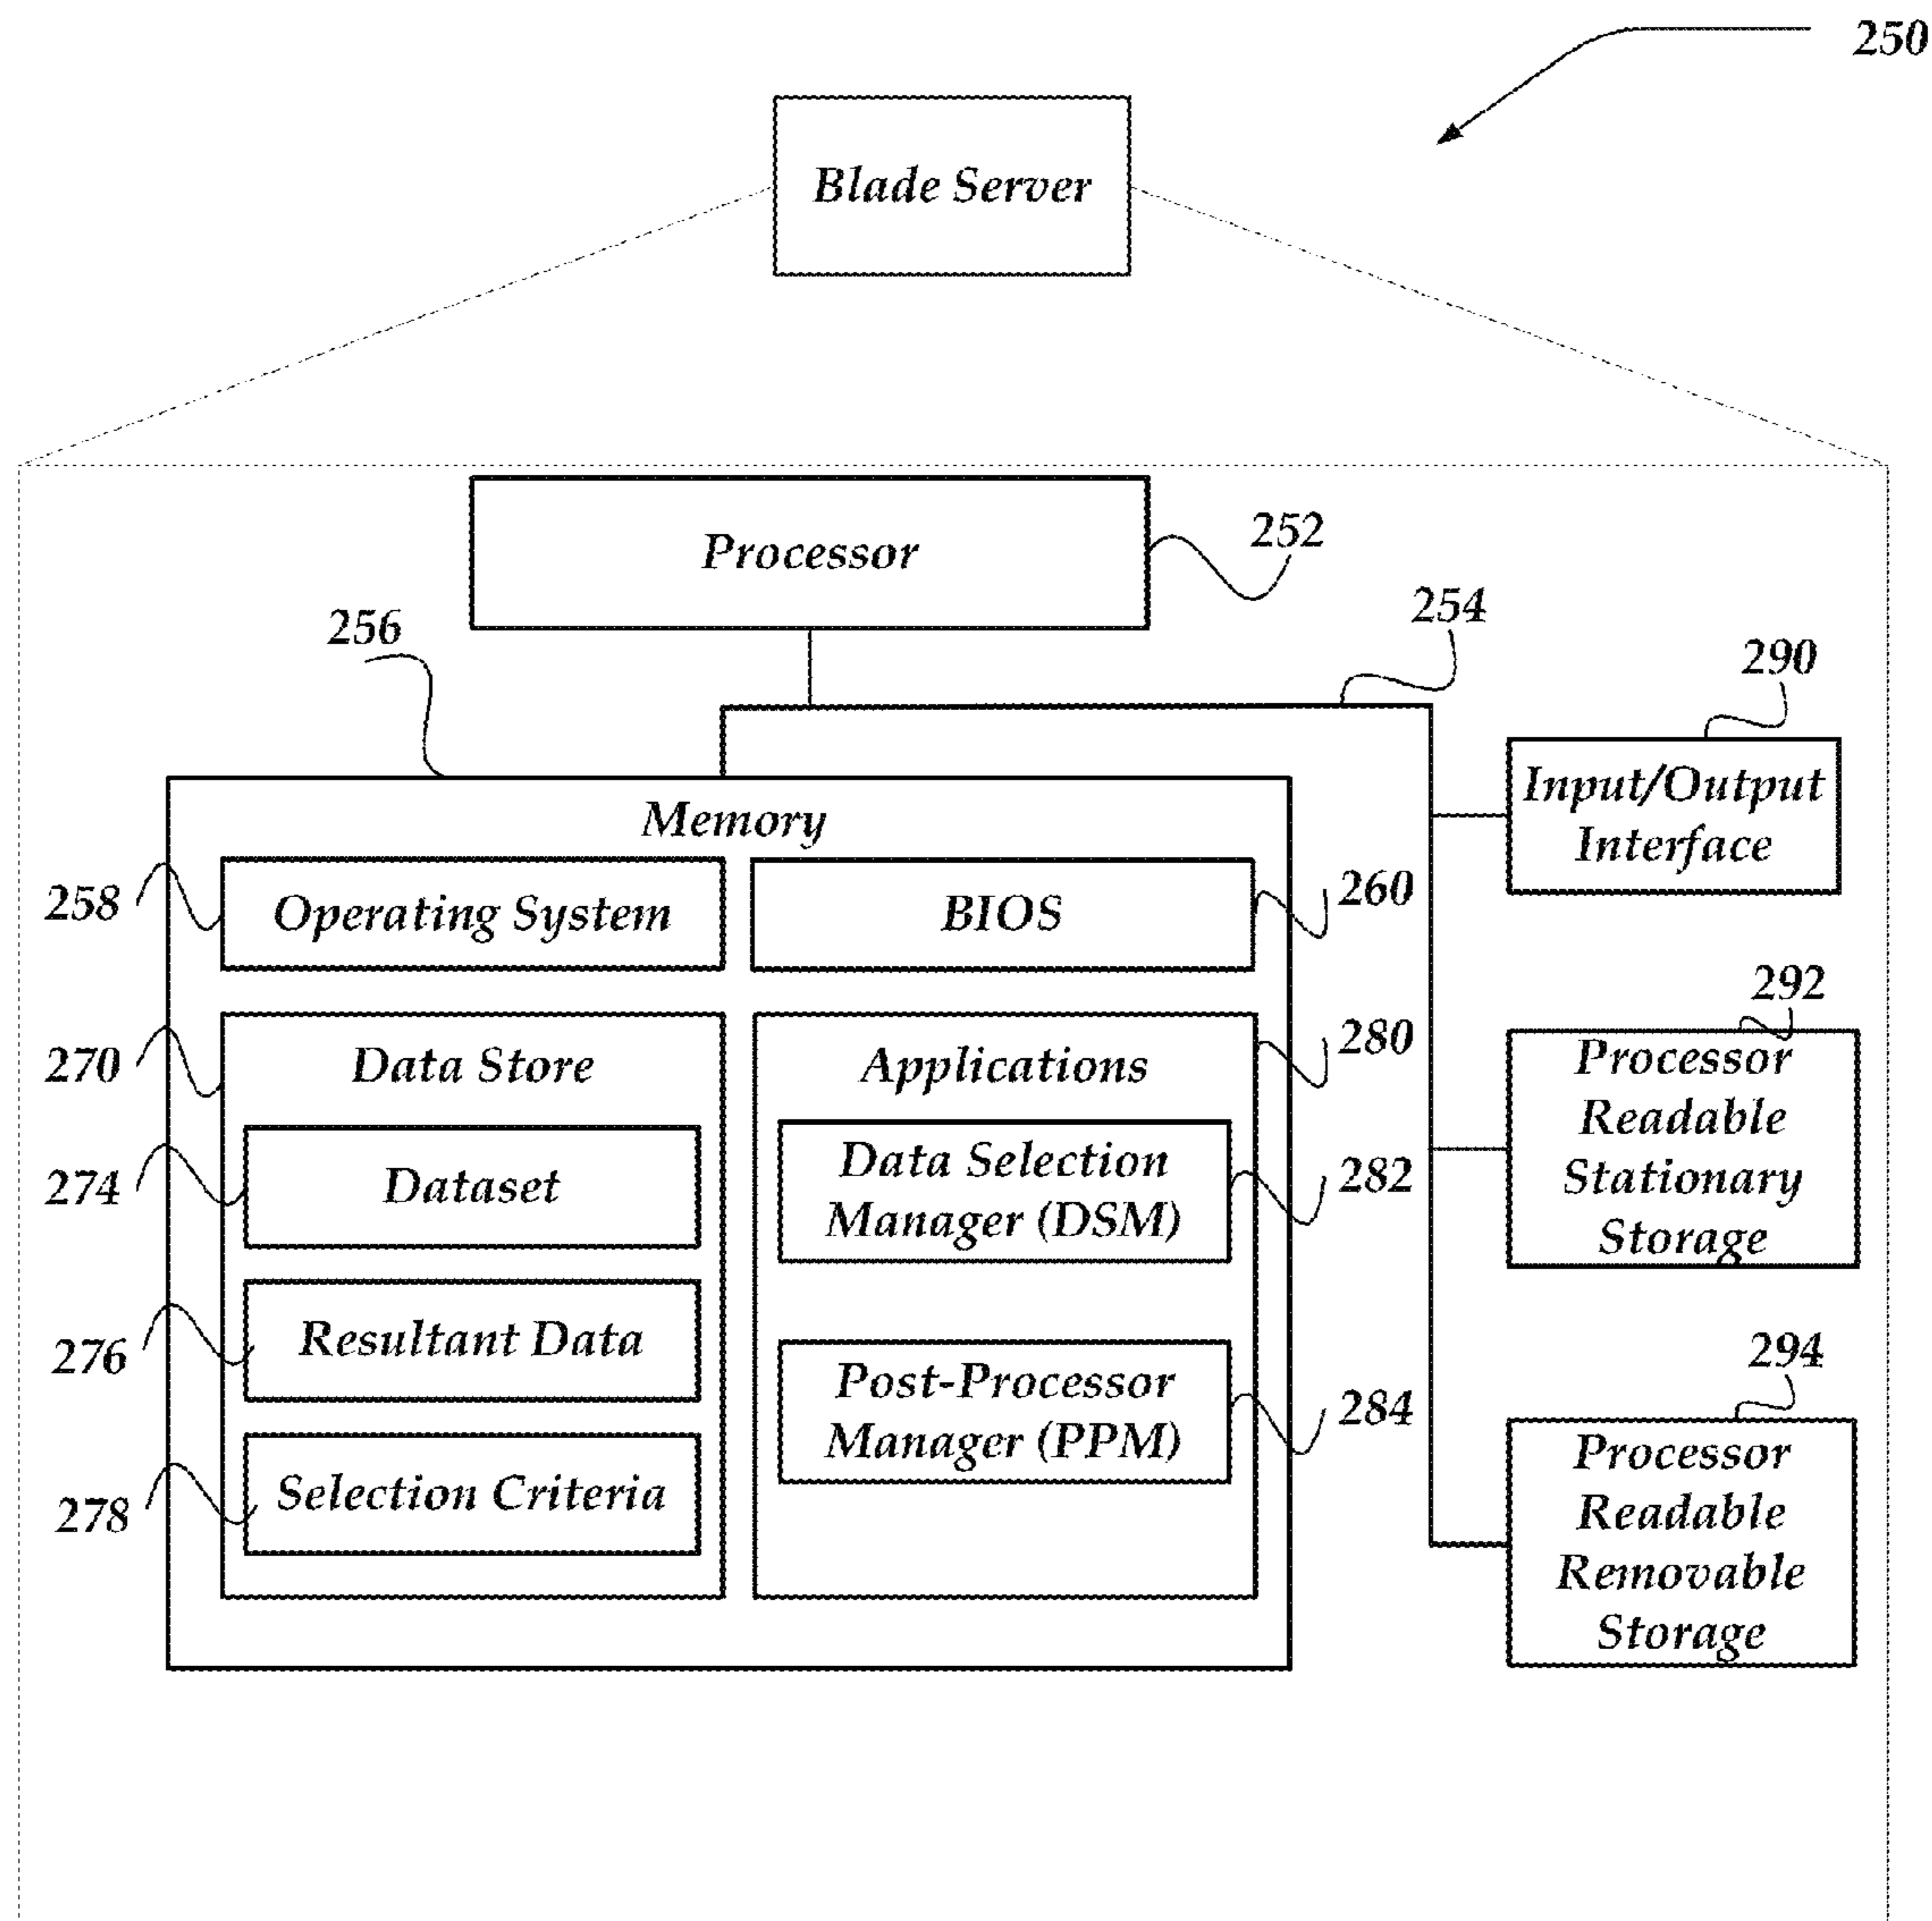 250
Blade Server
Processor
252
254
256
290
Input/Output
Interface
Memory
258
Operating System
BIOS
260
292
Processor
Readable
Stationary
Storage
270
Data Store
Applications
280
274
Dataset
Data Selection
Manager (DSM)
282
276
Resultant Data
Post-Processor
Manager (PPM)
284
278
Selection Criteria
294
Processor
Readable
Removable
Storage